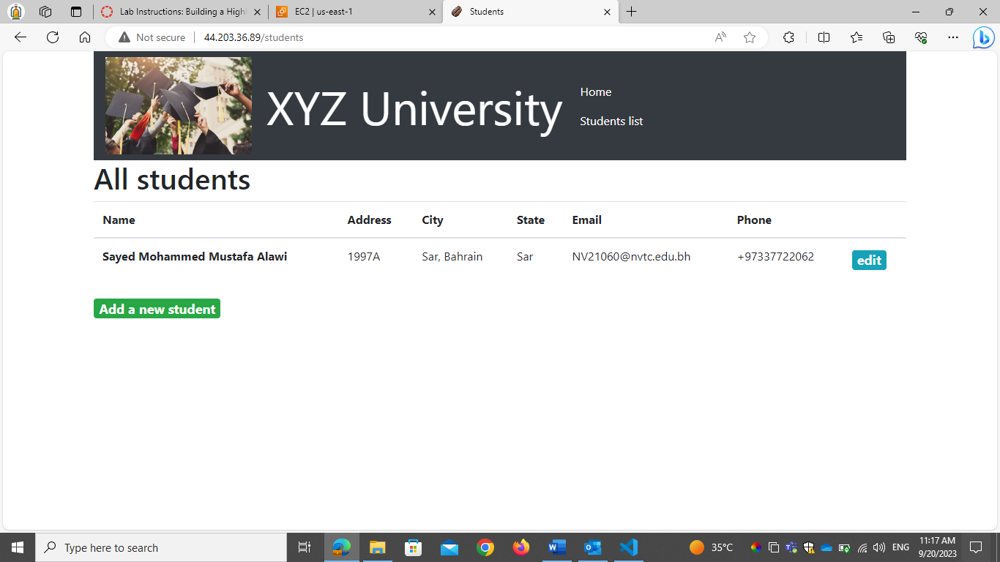 Lab Instructions: Building a Highl
EC2 | us-east-1
Students
Not secure
44.203.36.89/students
XYZ University
Home
Students list
All students
Name Address City State Email Phone
Sayed Mohammed Mustafa Alawi 1997A Sar, Bahrain Sar NV21060@nvtc.edu.bh +97337722062 edit
Add a new student
Type here to search
35°C
ENG
11:17 AM
9/20/2023